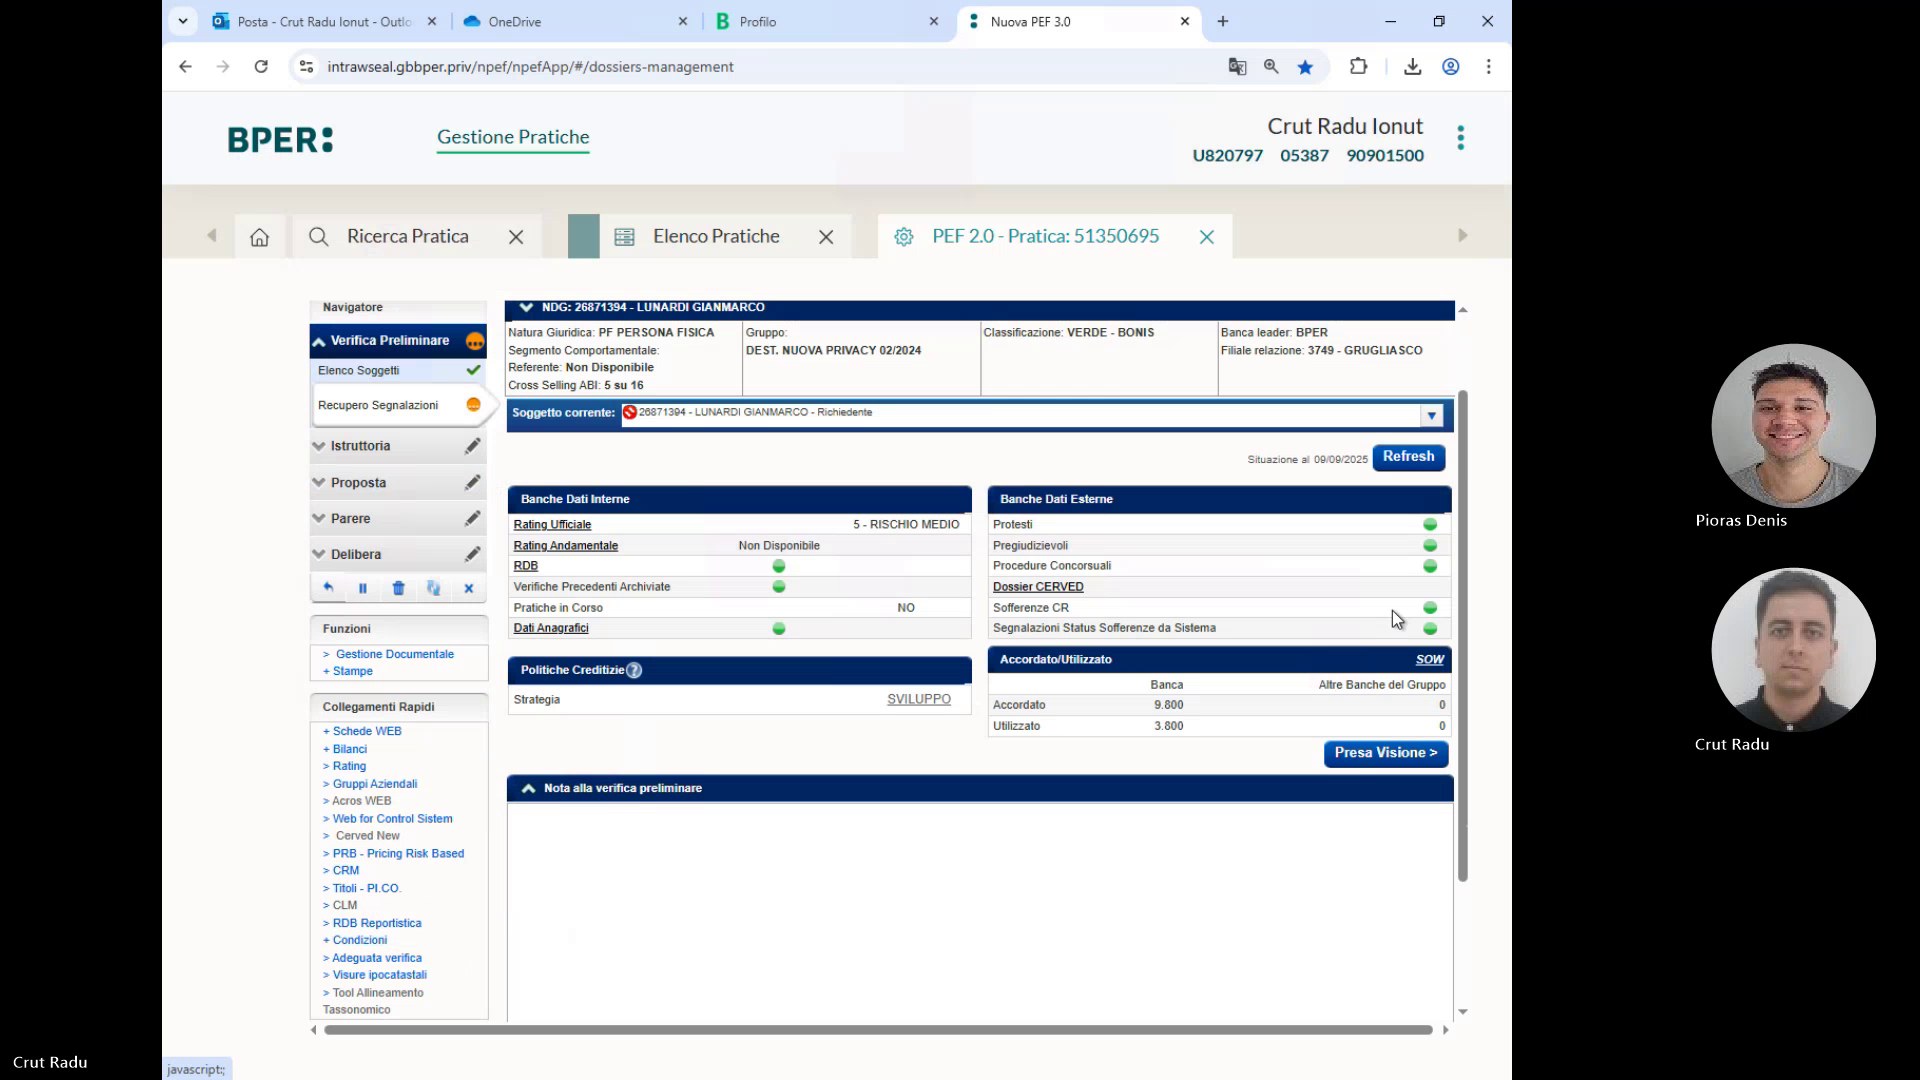 Posta - Crut Radu Ionut - Outlo
OneDrive
Profilo
Nuova PEF 3.0
intrawseal.gbbper.priv/npef/npefApp/#/dossiers-management
BPER:
Gestione Pratiche
Crut Radu Ionut
U820797 05387 90901500
Ricerca Pratica
Elenco Pratiche
PEF 2.0 - Pratica: 51350695
Navigatore
Verifica Preliminare
Elenco Soggetti
Recupero Segnalazioni
Istruttoria
Proposta
Parere
Delibera
Funzioni
> Gestione Documentale
+ Stampe
Collegamenti Rapidi
+ Schede WEB
+ Bilanci
> Rating
> Gruppi Aziendali
> Acros WEB
> Web for Control Sistem
> Cerved New
> PRB - Pricing Risk Based
> CRM
> Titoli - PI.CO.
> CLM
> RDB Reportistica
+ Condizioni
> Adeguata verifica
> Visure ipocatastali
> Tool Allineamento
Tassonomico
NDG: 26871394 - LUNARDI GIANMARCO
Natura Giuridica: PF PERSONA FISICA
Segmento Comportamentale:
Referente: Non Disponibile
Cross Selling ABI: 5 su 16
Gruppo:
DEST. NUOVA PRIVACY 02/2024
Classificazione: VERDE - BONIS
Banca leader: BPER
Filiale relazione: 3749 - GRUGLIASCO
Soggetto corrente: 26871394 - LUNARDI GIANMARCO - Richiedente
Situazione al 09/09/2025 Refresh
Banche Dati Interne
Rating Ufficiale 5 - RISCHIO MEDIO
Rating Andamentale Non Disponibile
RDB
Verifiche Precedenti Archiviate
Pratiche in Corso NO
Dati Anagrafici
Politiche Creditizie ?
Strategia SVILUPPO
Banche Dati Esterne
Protesti
Pregiudizievoli
Procedure Concorsuali
Dossier CERVED
Sofferenze CR
Segnalazioni Status Sofferenze da Sistema
Accordato/Utilizzato SOW
Banca Altre Banche del Gruppo
Accordato 9.800 0
Utilizzato 3.800 0
Presa Visione >
Nota alla verifica preliminare
javascript:;
Pioras Denis
Crut Radu
Crut Radu